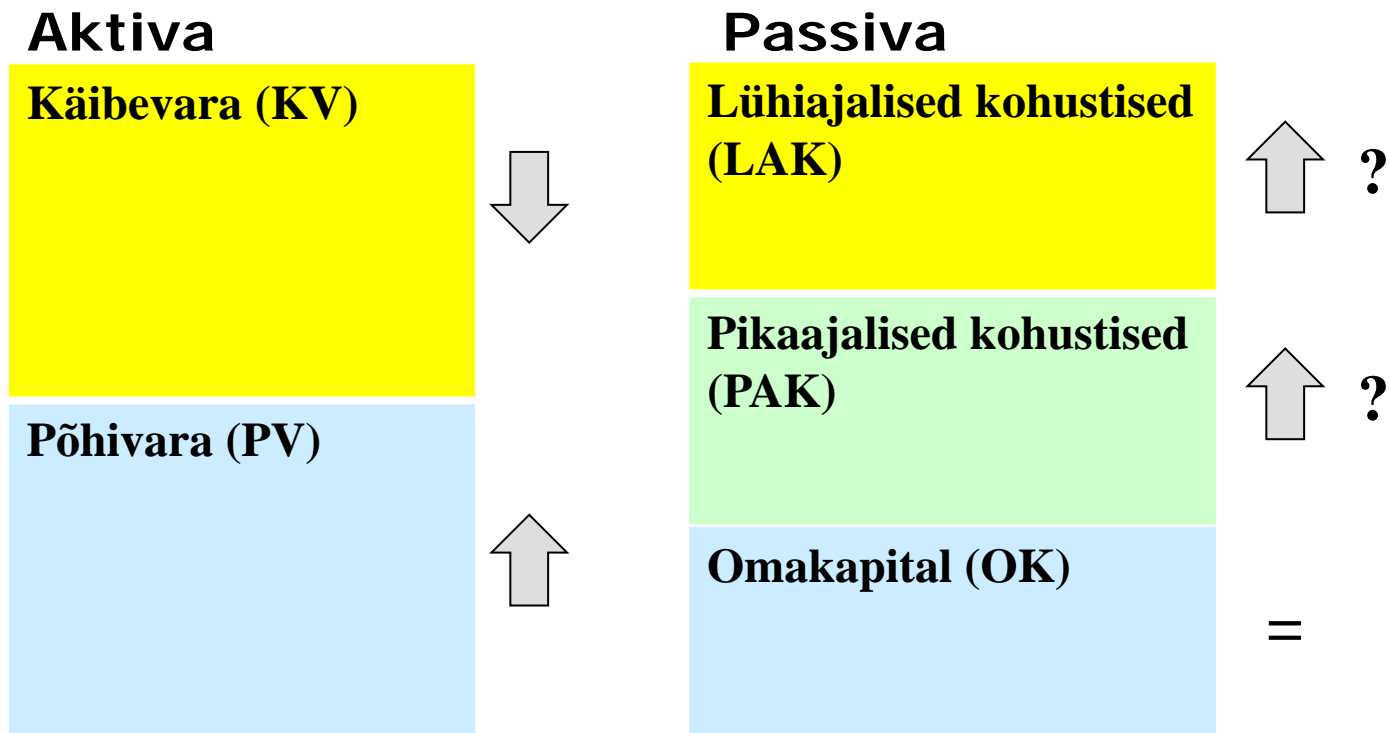 Aktiva
Käibevara (KV)
Põhivara (PV)
Passiva
Lühiajalised kohustised
(LAK)
?
Pikaajalised kohustised
(PAK)
?
Omakapital (OK)
=